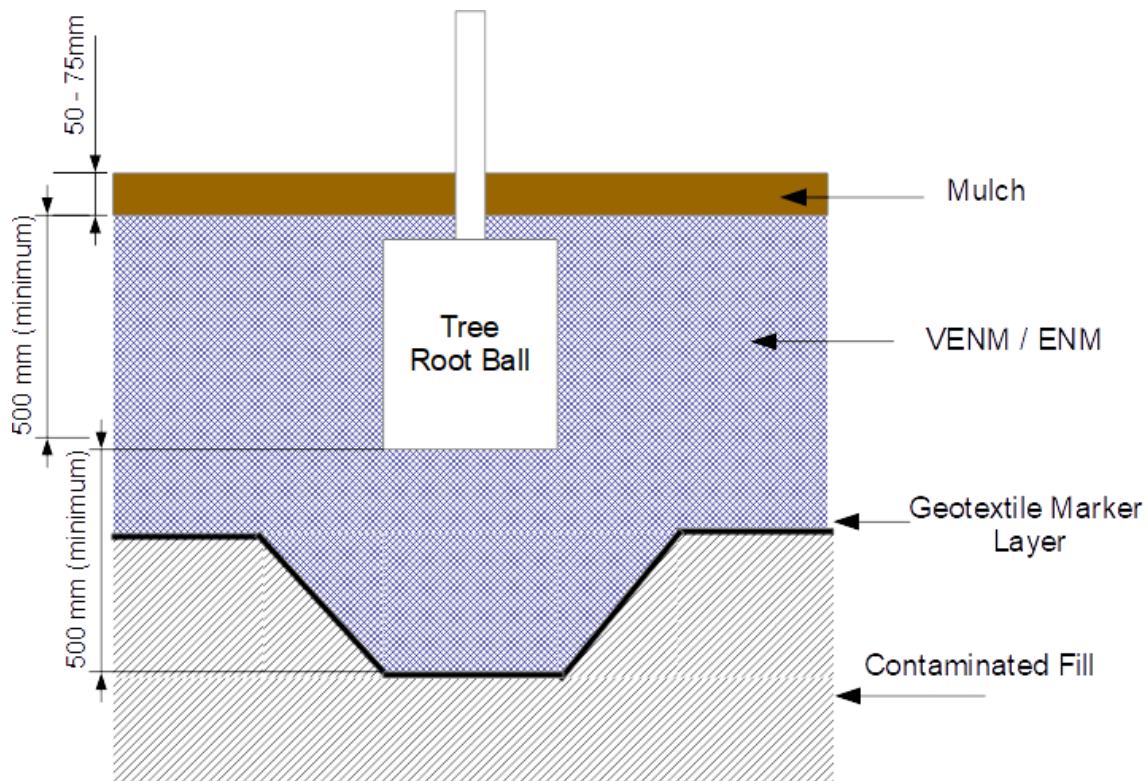 50 - 75mm
Mulch
500 mm (minimum)
Tree
Root Ball
VENM / ENM
500 mm (minimum)
Geotextile Marker
Layer
Contaminated Fill